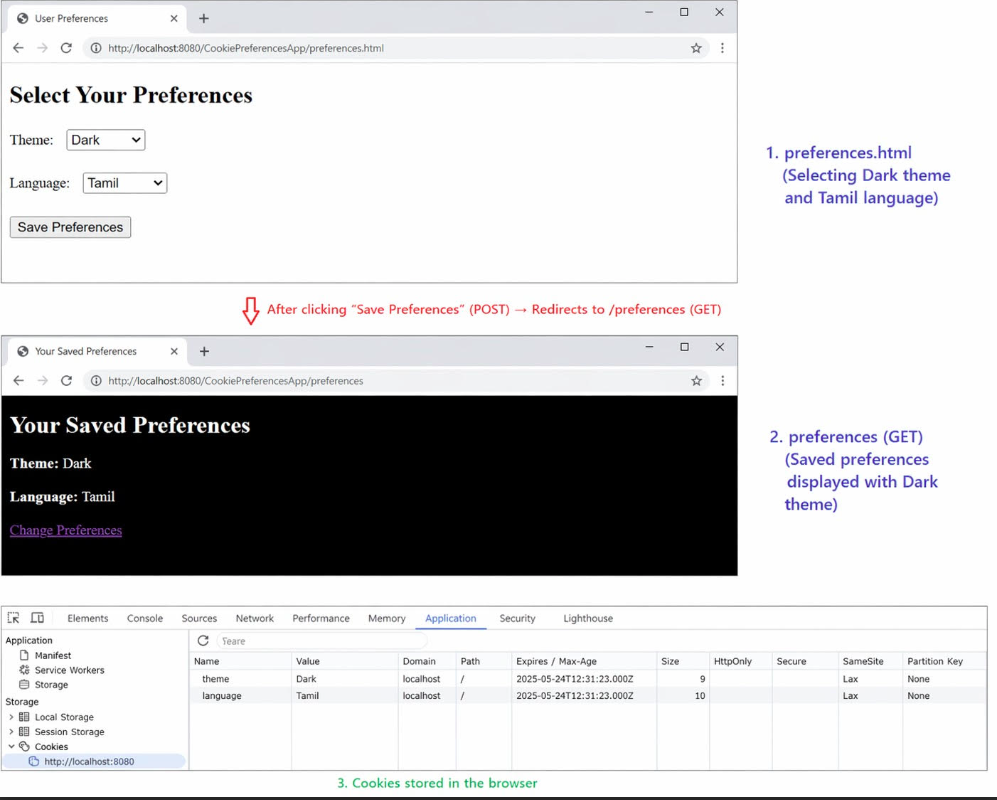 User Preferences
http://localhost:8080/CookiePreferencesApp/preferences.html
Select Your Preferences
Theme: Dark
Language: Tamil
Save Preferences
1. preferences.html
(Selecting Dark theme
and Tamil language)
After clicking “Save Preferences” (POST) → Redirects to /preferences (GET)
Your Saved Preferences
http://localhost:8080/CookiePreferencesApp/preferences
Your Saved Preferences
Theme: Dark
Language: Tamil
Change Preferences
2. preferences (GET)
(Saved preferences
displayed with Dark
theme)
Elements Console Sources Network Performance Memory Application Security Lighthouse
Application
Manifest
Service Workers
Storage
Storage
Local Storage
Session Storage
Cookies
http://localhost:8080
Name Value Domain Path Expires / Max-Age Size HttpOnly Secure SameSite Partition Key
theme Dark localhost / 2025-05-24T12:31:23.000Z 9 Lax None
language Tamil localhost / 2025-05-24T12:31:23.000Z 10 Lax None
3. Cookies stored in the browser